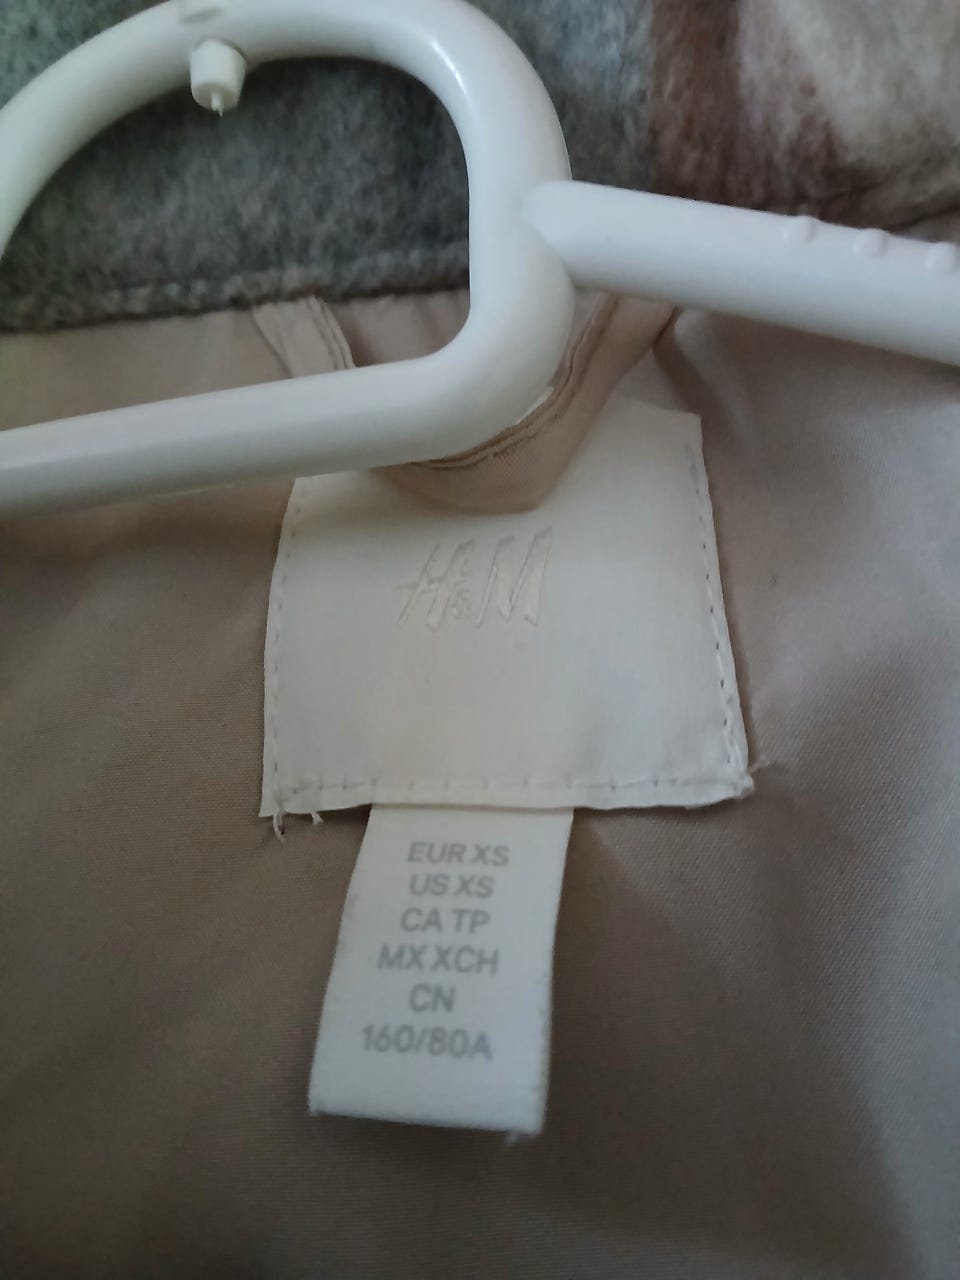 H&M
EUR XS
US XS
CA TP
MX XCH
CN
160/80A